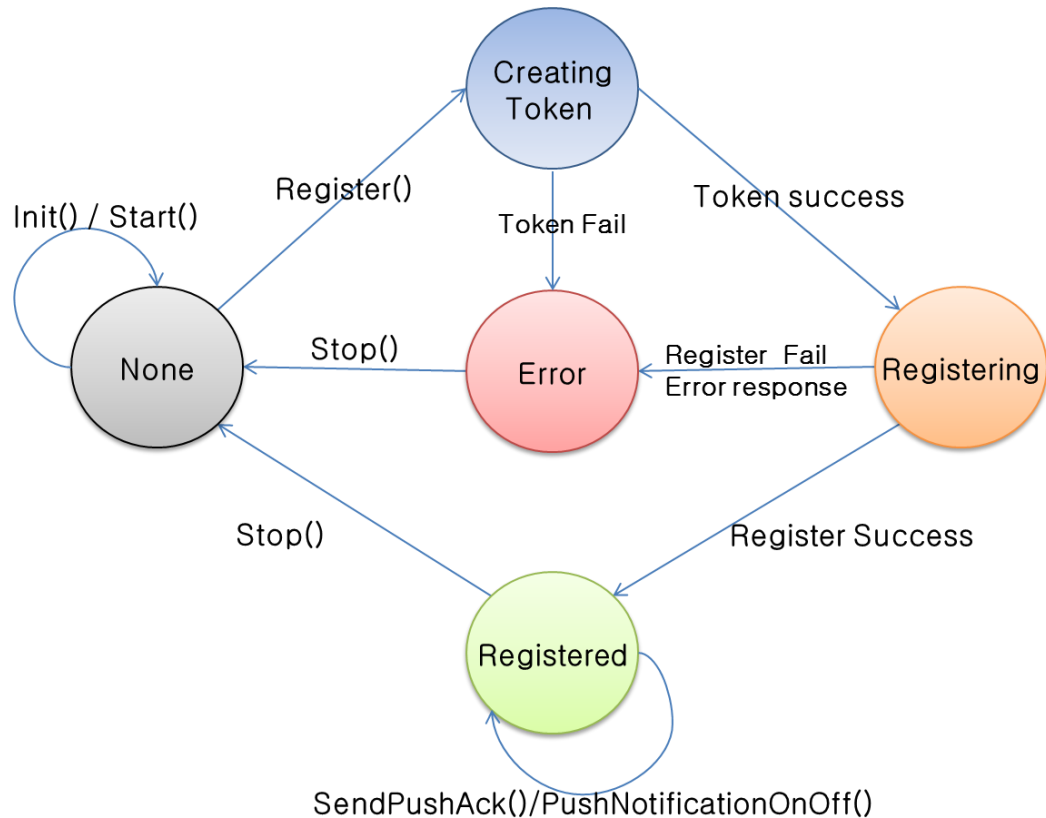 Creating
Token
Register()
Token success
Init() / Start()
Token Fail
Stop()
Register Fail
Error response
None
Error
Registering
Stop()
Register Success
Registered
SendPushAck()/PushNotificationOnOff()